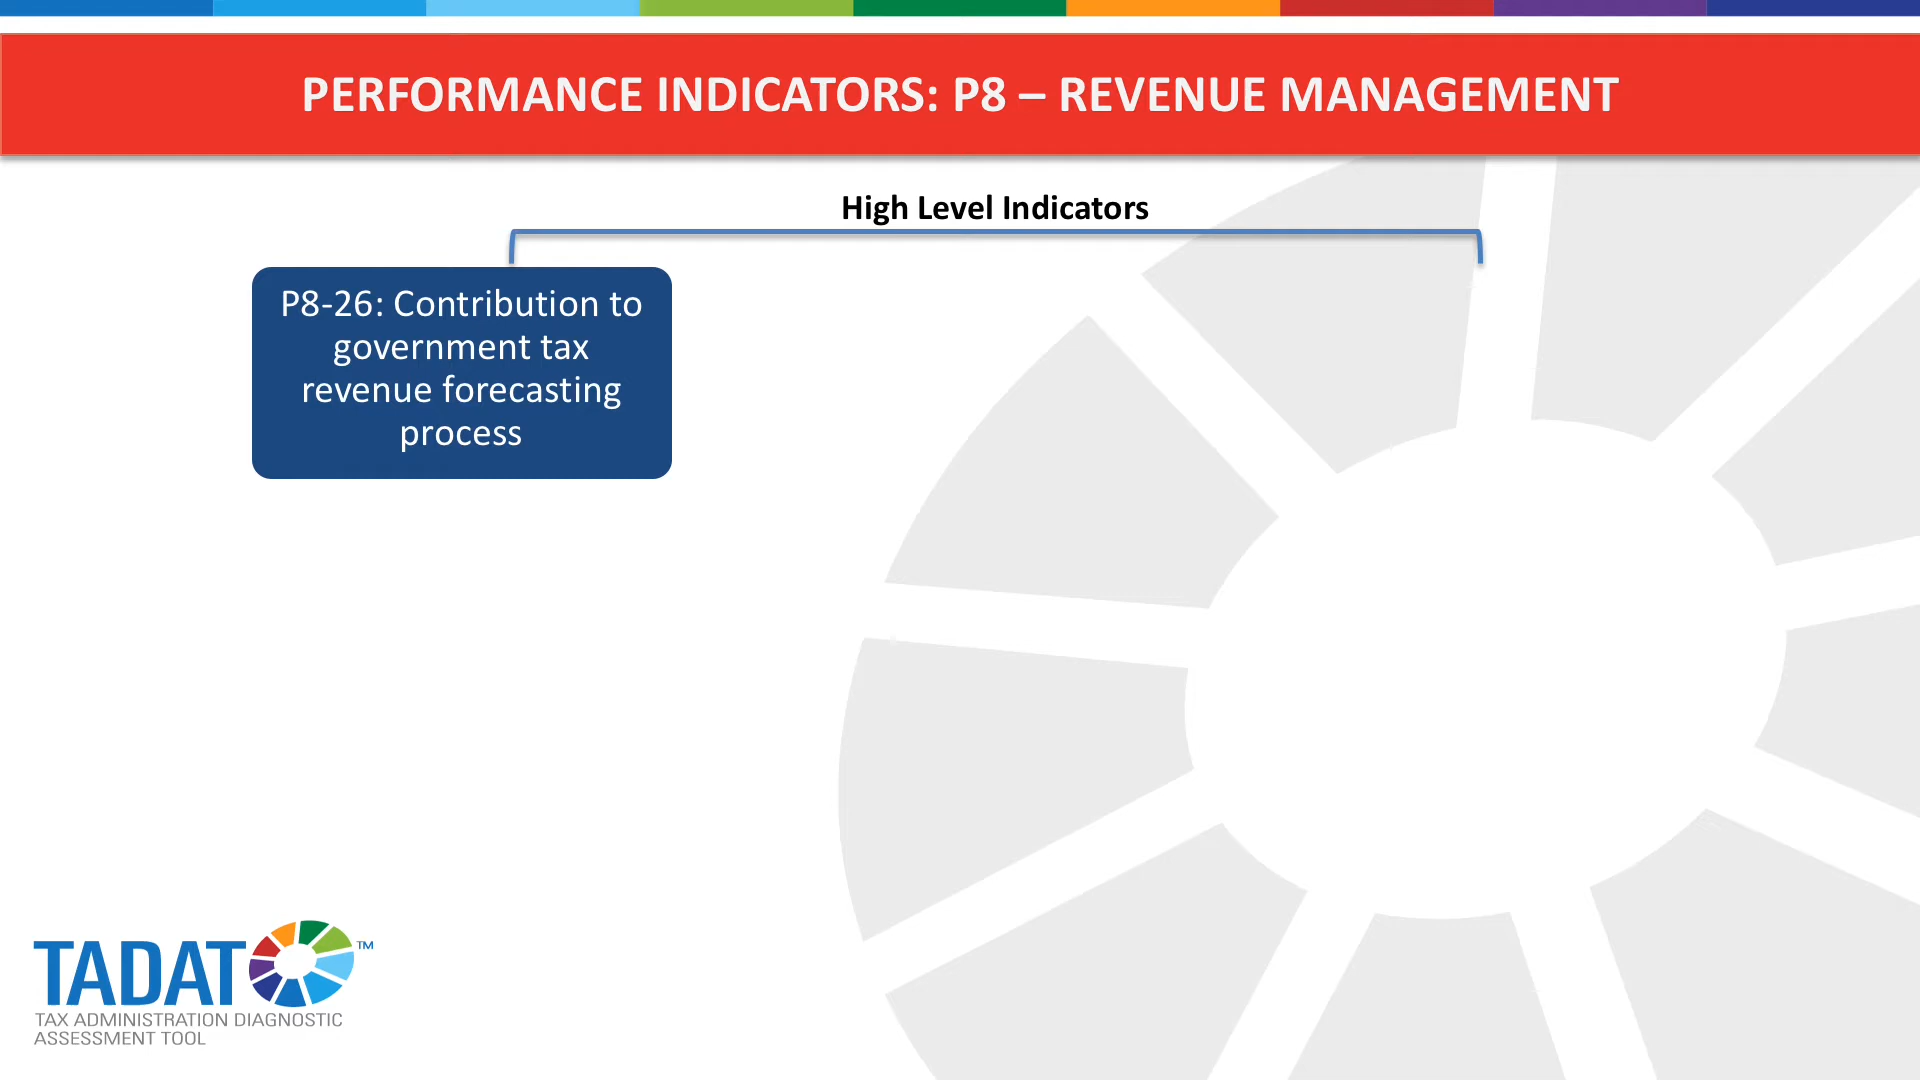 PERFORMANCE INDICATORS: P8 – REVENUE MANAGEMENT
High Level Indicators
P8-26: Contribution to
government tax
revenue forecasting
process
TADAT™
TAX ADMINISTRATION DIAGNOSTIC
ASSESSMENT TOOL